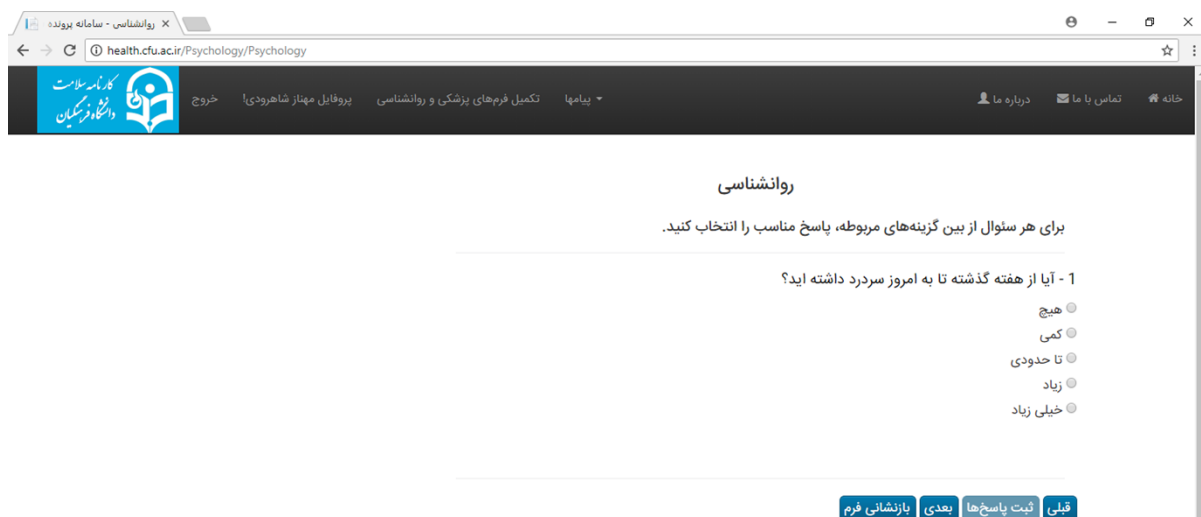 روانشناسی - سامانه پرونده
health.cfu.ac.ir/Psychology/Psychology
خانه تماس با ما درباره ما پیامها تکمیل فرم‌های پزشکی و روانشناسی پروفایل مهناز شاهرودی! خروج
کارنامه سلامت
دانشگاه فرهنگیان
روانشناسی
برای هر سئوال از بین گزینه‌های مربوطه، پاسخ مناسب را انتخاب کنید.
1 - آیا از هفته گذشته تا به امروز سردرد داشته اید؟
هیچ
کمی
تا حدودی
زیاد
خیلی زیاد
قبلی ثبت پاسخ‌ها بعدی بازنشانی فرم